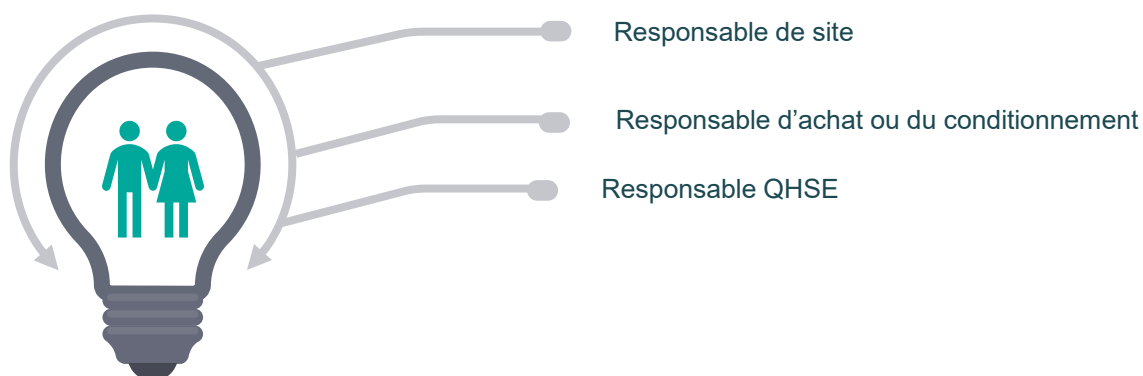 Responsable de site
Responsable d’achat ou du conditionnement
Responsable QHSE